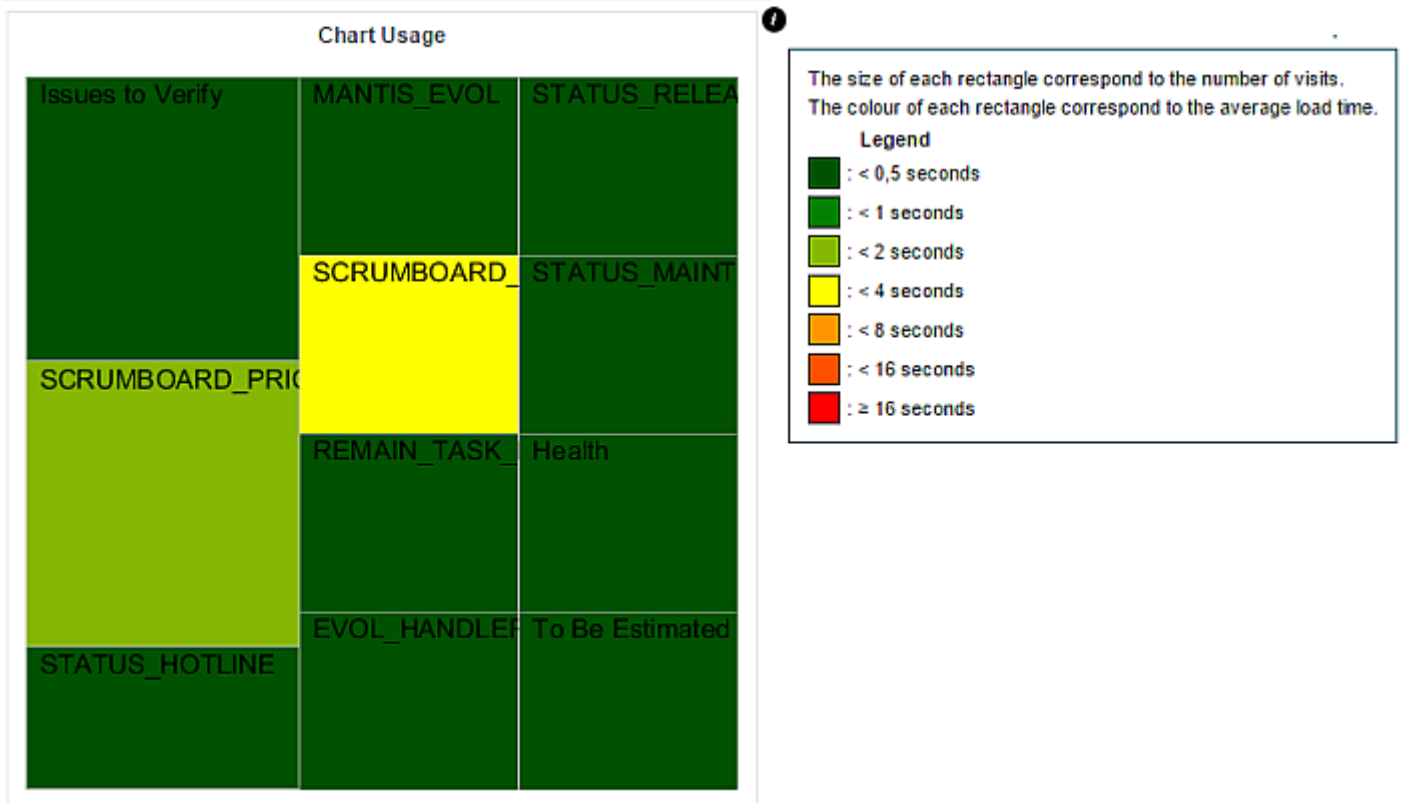 Chart Usage
Issues to Verify
MANTIS_EVOL
STATUS_RELEA
SCRUMBOARD_
STATUS_MAINT
SCRUMBOARD_PRIO
REMAIN_TASK_
Health
EVOL_HANDLER
To Be Estimated
STATUS_HOTLINE
i
The size of each rectangle correspond to the number of visits.
The colour of each rectangle correspond to the average load time.
Legend
: < 0,5 seconds
: < 1 seconds
: < 2 seconds
: < 4 seconds
: < 8 seconds
: < 16 seconds
: ≥ 16 seconds